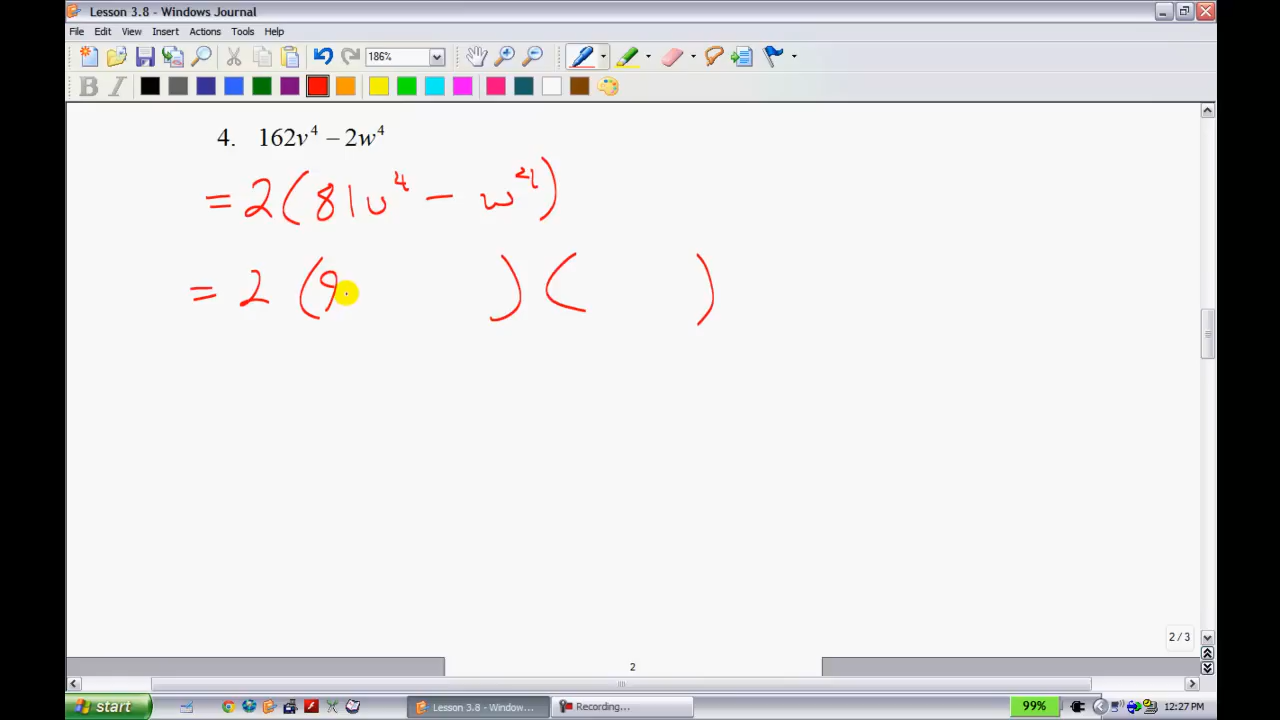 Lesson 3.8 - Windows Journal
File Edit View Insert Actions Tools Help
186%
B I
4. 162v⁴ – 2w⁴
= 2(81v⁴ – w⁴)
= 2 (9 ) ( )
2 / 3
2
start Lesson 3.8 - Window... Recording... 99% 12:27 PM